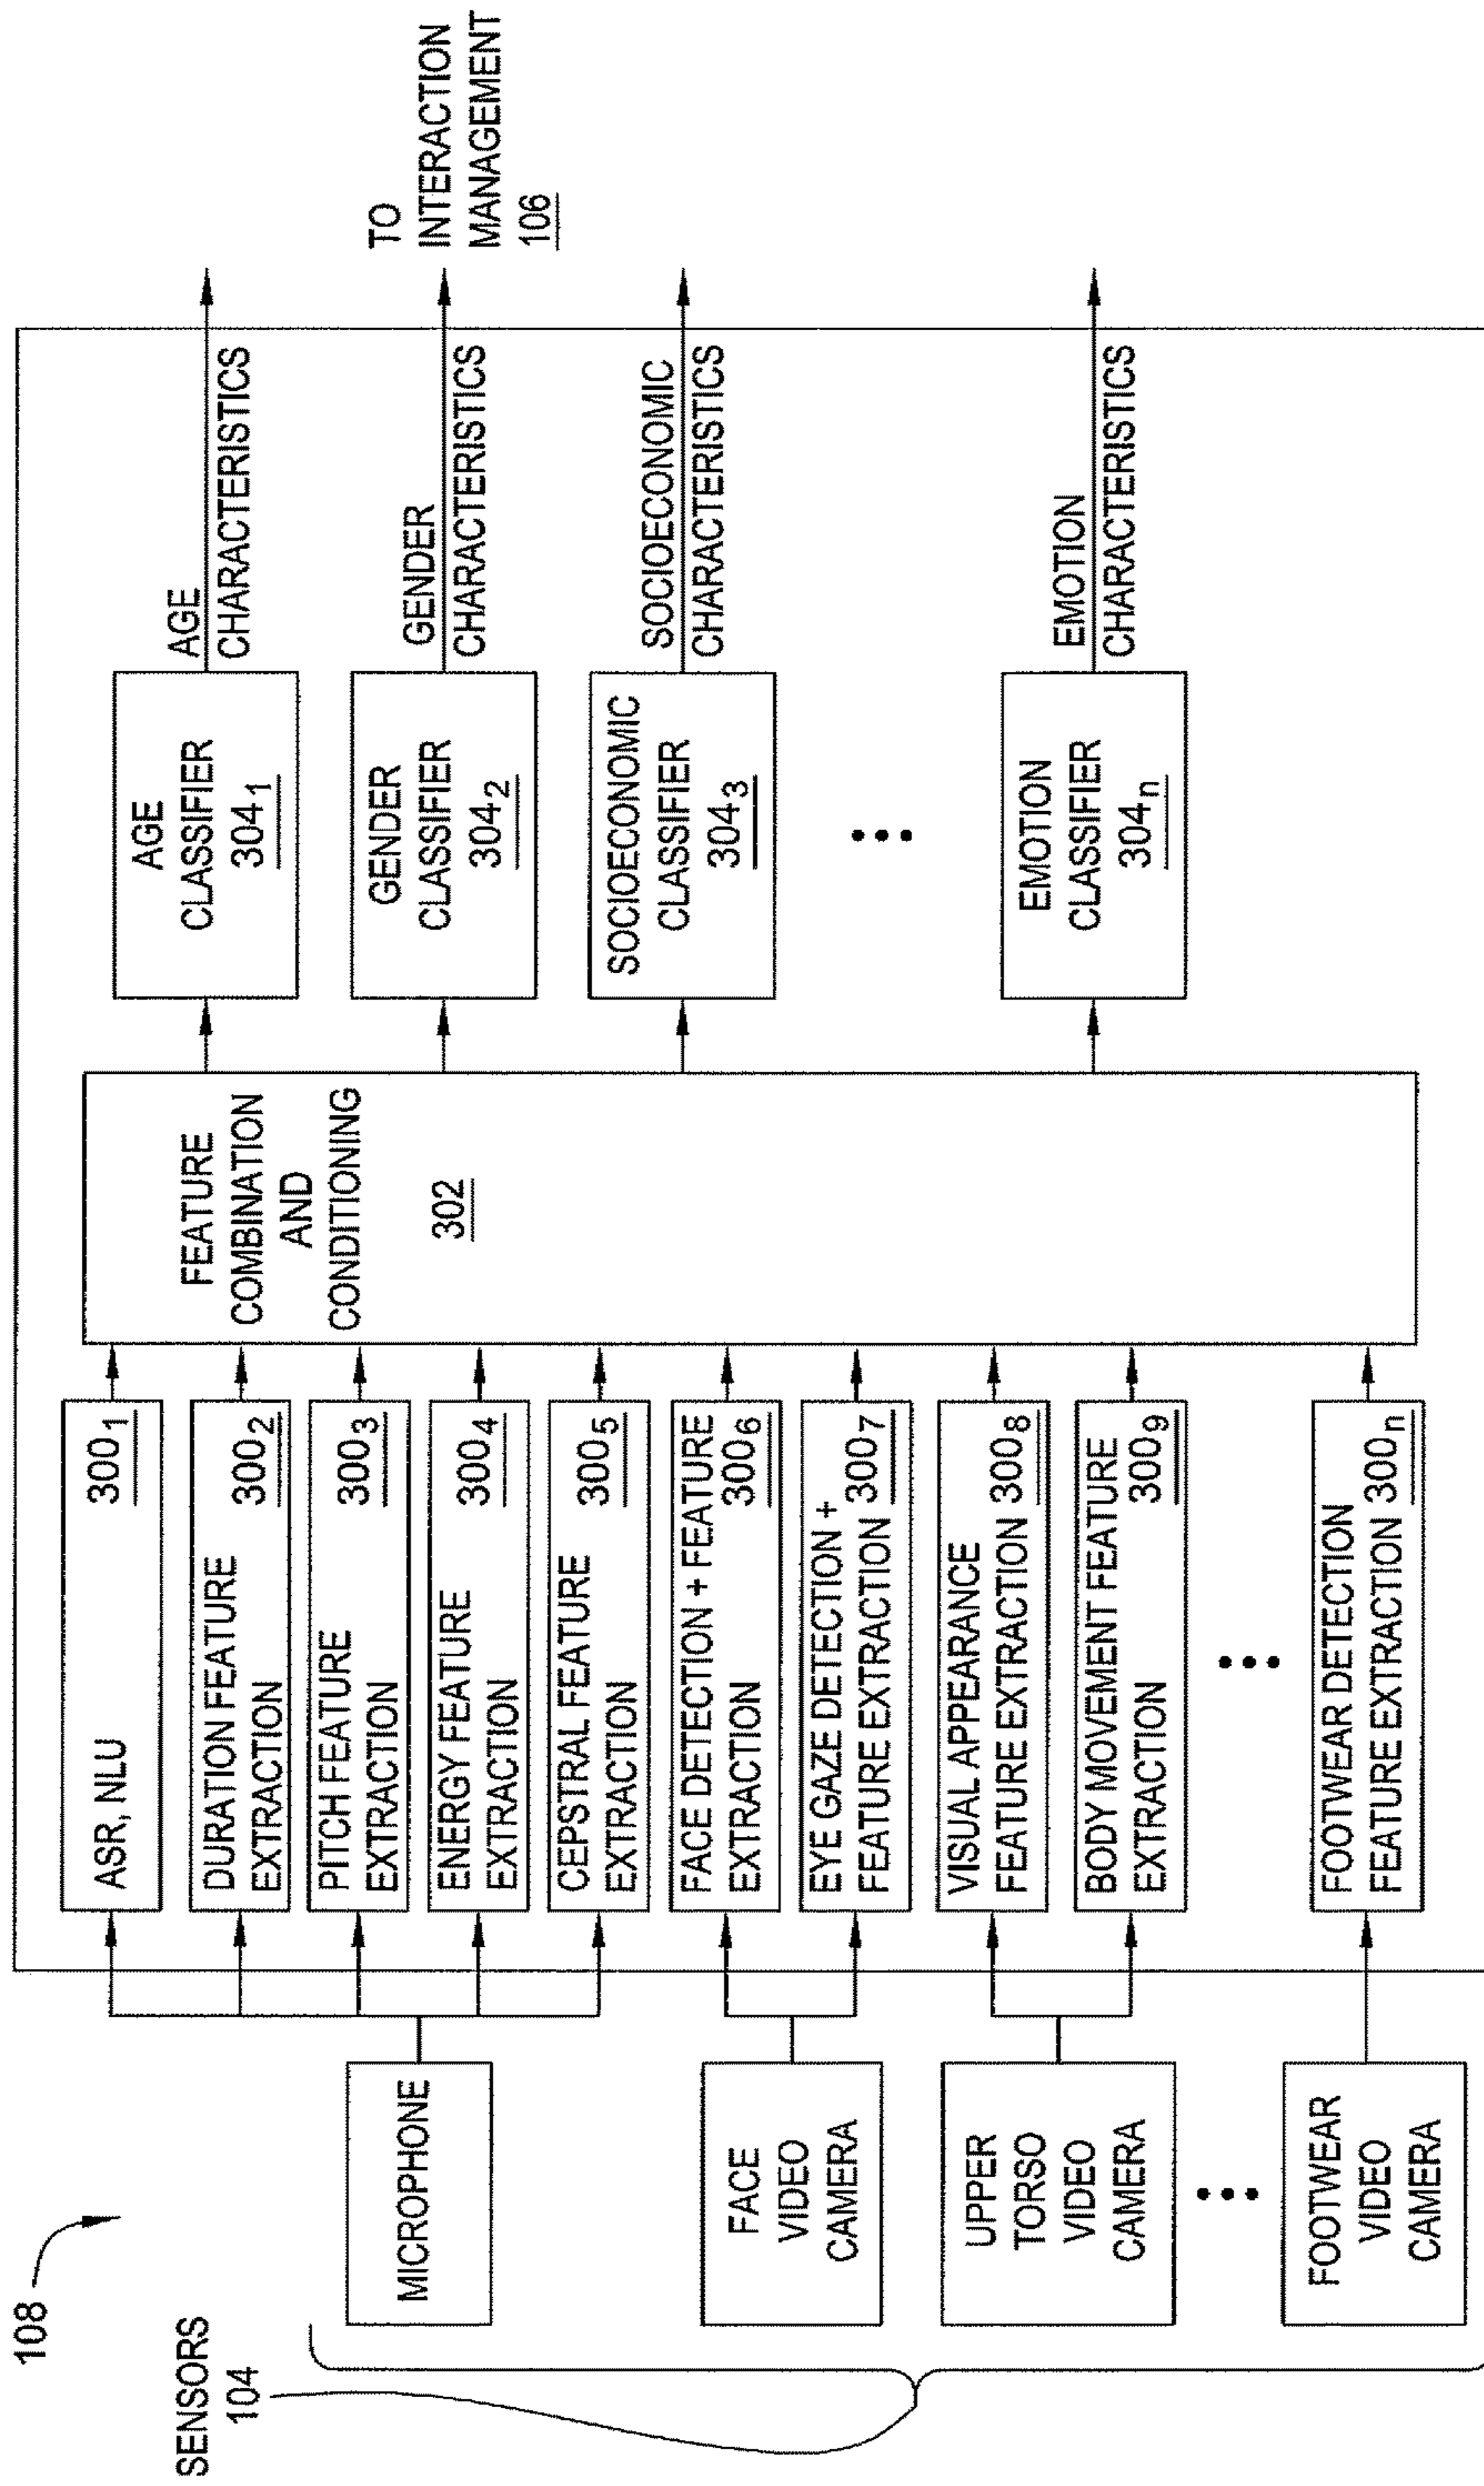 108
SENSORS
104
MICROPHONE
FACE
VIDEO
CAMERA
UPPER
TORSO
VIDEO
CAMERA
•••
FOOTWEAR
VIDEO
CAMERA
ASR, NLU 300₁
DURATION FEATURE
EXTRACTION 300₂
PITCH FEATURE
EXTRACTION 300₃
ENERGY FEATURE
EXTRACTION 300₄
CEPSTRAL FEATURE
EXTRACTION 300₅
FACE DETECTION + FEATURE
EXTRACTION 300₆
EYE GAZE DETECTION +
FEATURE EXTRACTION 300₇
VISUAL APPEARANCE
FEATURE EXTRACTION 300₈
BODY MOVEMENT FEATURE
EXTRACTION 300₉
•••
FOOTWEAR DETECTION
FEATURE EXTRACTION 300ₙ
FEATURE
COMBINATION
AND
CONDITIONING
302
AGE
CLASSIFIER
304₁
GENDER
CLASSIFIER
304₂
SOCIOECONOMIC
CLASSIFIER
304₃
•••
EMOTION
CLASSIFIER
304ₙ
AGE
CHARACTERISTICS
GENDER
CHARACTERISTICS
SOCIOECONOMIC
CHARACTERISTICS
EMOTION
CHARACTERISTICS
TO
INTERACTION
MANAGEMENT
106